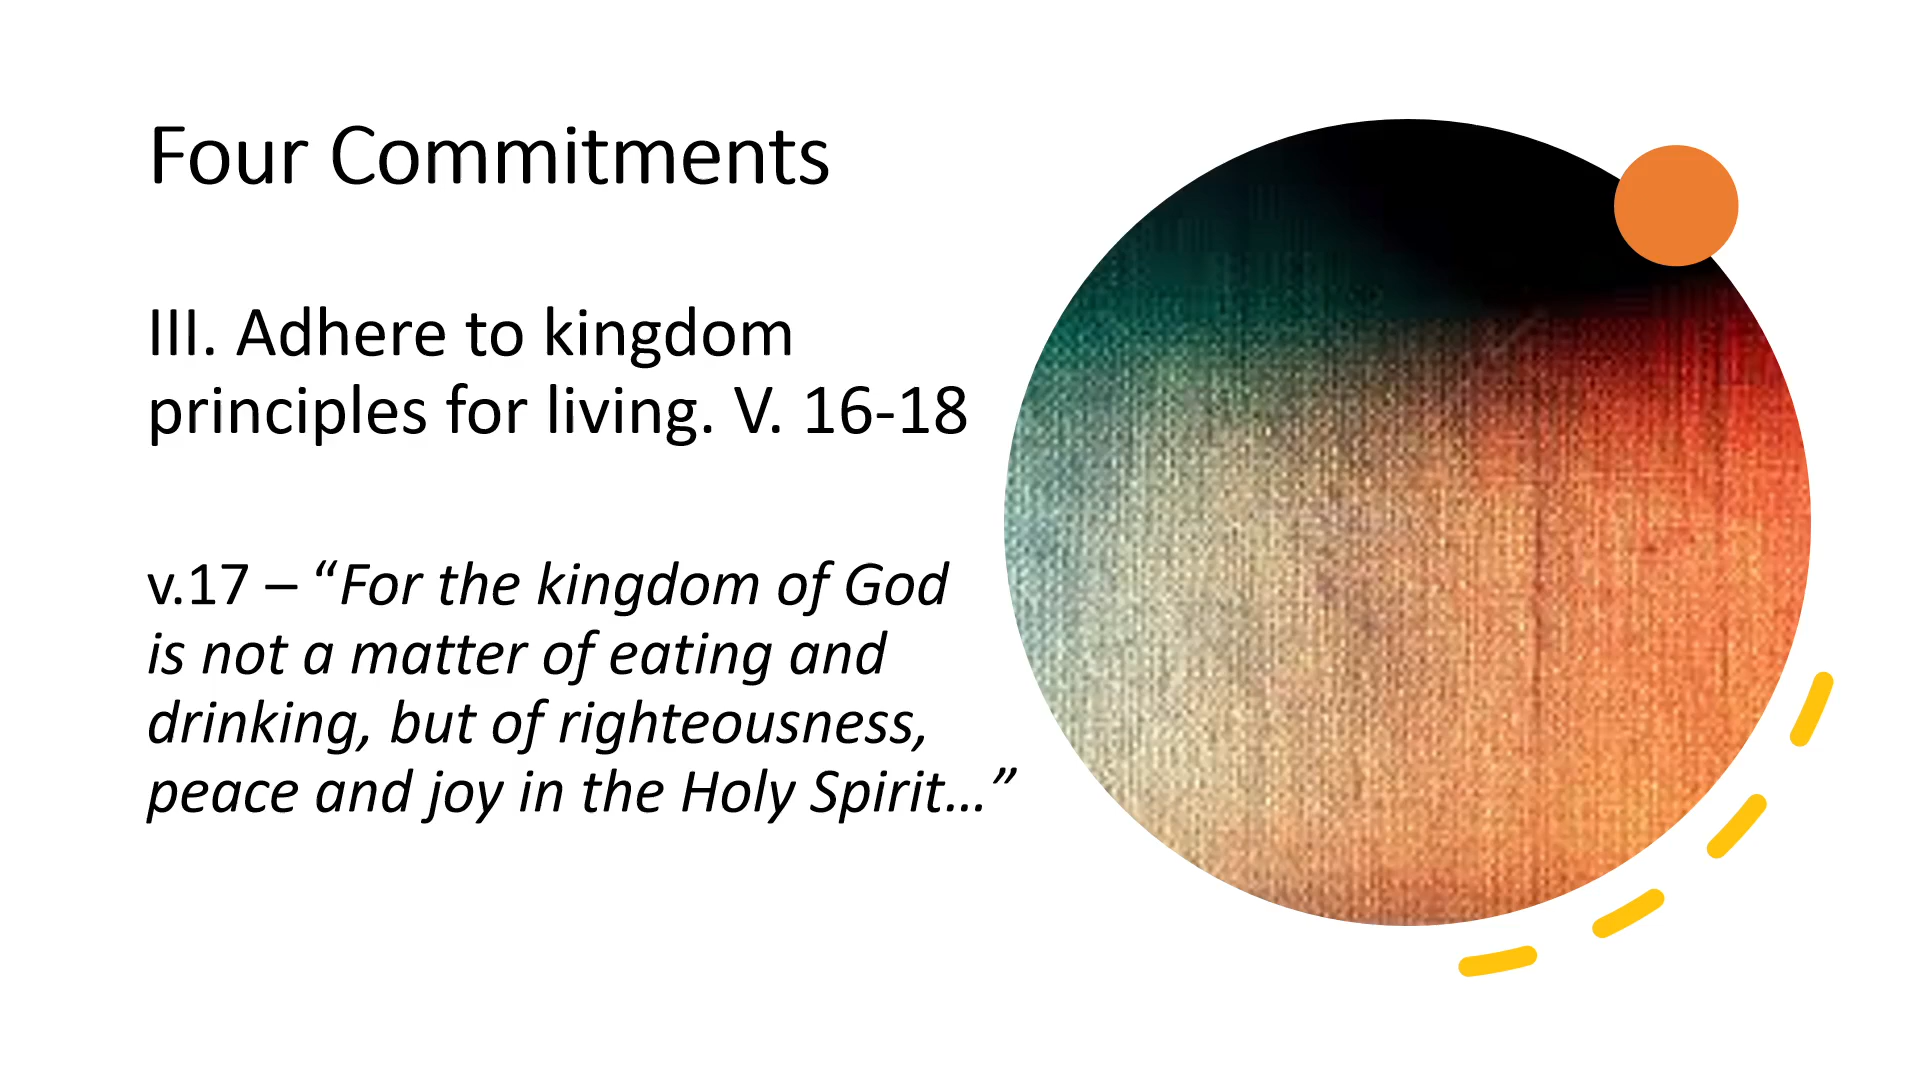 Four Commitments
III. Adhere to kingdom
principles for living. V. 16-18
v.17 – “For the kingdom of God
is not a matter of eating and
drinking, but of righteousness,
peace and joy in the Holy Spirit…”